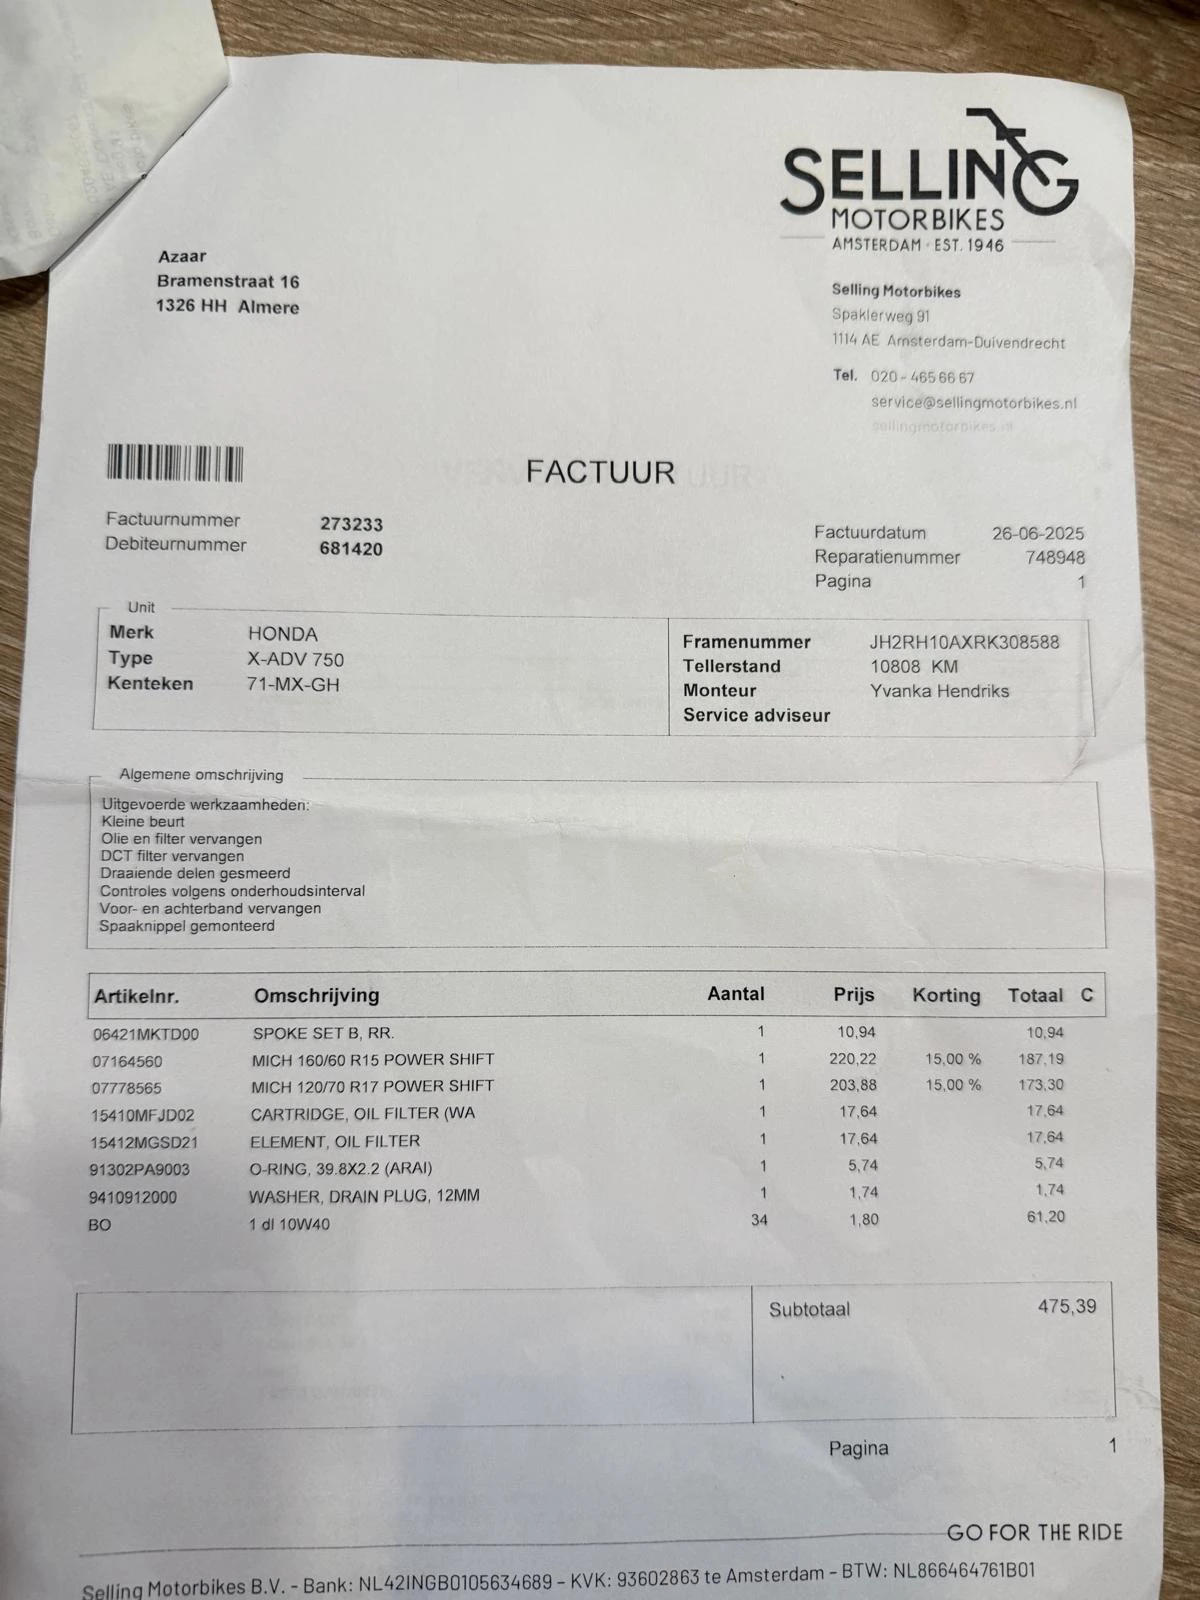 SELLING
MOTORBIKES
AMSTERDAM · EST. 1946
Azaar
Bramenstraat 16
1326 HH Almere
Selling Motorbikes
Spaklerweg 91
1114 AE Amsterdam-Duivendrecht
Tel. 020 - 465 66 67
service@sellingmotorbikes.nl
sellingmotorbikes.nl
FACTUUR
Factuurnummer 273233
Debiteurnummer 681420
Factuurdatum 26-06-2025
Reparatienummer 748948
Pagina 1
Unit
Merk HONDA
Type X-ADV 750
Kenteken 71-MX-GH
Framenummer JH2RH10AXRK308588
Tellerstand 10808 KM
Monteur Yvanka Hendriks
Service adviseur
Algemene omschrijving
Uitgevoerde werkzaamheden:
Kleine beurt
Olie en filter vervangen
DCT filter vervangen
Draaiende delen gesmeerd
Controles volgens onderhoudsinterval
Voor- en achterband vervangen
Spaaknippel gemonteerd
Artikelnr. Omschrijving Aantal Prijs Korting Totaal C
06421MKTD00 SPOKE SET B, RR. 1 10,94 10,94
07164560 MICH 160/60 R15 POWER SHIFT 1 220,22 15,00 % 187,19
07778565 MICH 120/70 R17 POWER SHIFT 1 203,88 15,00 % 173,30
15410MFJD02 CARTRIDGE, OIL FILTER (WA 1 17,64 17,64
15412MGSD21 ELEMENT, OIL FILTER 1 17,64 17,64
91302PA9003 O-RING, 39.8X2.2 (ARAI) 1 5,74 5,74
9410912000 WASHER, DRAIN PLUG, 12MM 1 1,74 1,74
BO 1 dl 10W40 34 1,80 61,20
Subtotaal 475,39
Pagina 1
GO FOR THE RIDE
Selling Motorbikes B.V. - Bank: NL42INGB0105634689 - KVK: 93602863 te Amsterdam - BTW: NL866464761B01